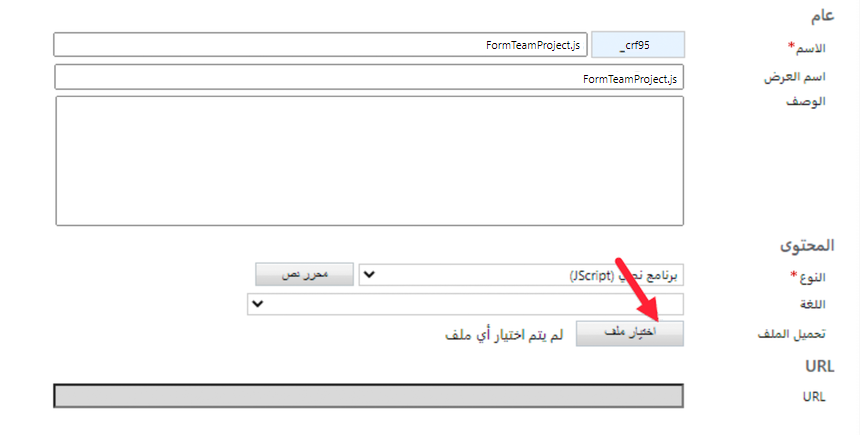 عام
الاسم* _crf95 FormTeamProject.js
اسم العرض FormTeamProject.js
الوصف
المحتوى
النوع* برنامج نصي (JScript) محرر نص
اللغة
تحميل الملف اختيار ملف لم يتم اختيار أي ملف
URL
URL